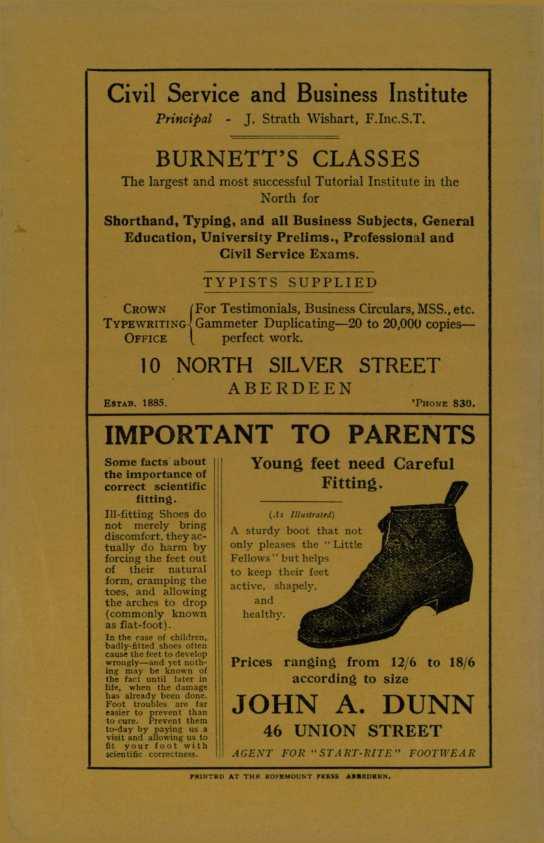 Civil Service and Business Institute
Principal - J. Strath Wishart, F.Inc.S.T.
BURNETT'S CLASSES
The largest and most successful Tutorial Institute in the
North for
Shorthand, Typing, and all Business Subjects, General
Education, University Prelims., Professional and
Civil Service Exams.
TYPISTS SUPPLIED
CROWN
TYPEWRITING
OFFICE
For Testimonials, Business Circulars, MSS., etc.
Gammeter Duplicating—20 to 20,000 copies—
perfect work.
10 NORTH SILVER STREET
ABERDEEN
ESTAB. 1885.
'PHONE 830.
IMPORTANT TO PARENTS
Some facts about
the importance of
correct scientific
fitting.
Ill-fitting Shoes do
not merely bring
discomfort, they ac-
tually do harm by
forcing the feet out
of their natural
form, cramping the
toes, and allowing
the arches to drop
(commonly known
as flat-foot).
In the case of children,
badly-fitted shoes often
cause the feet to develop
wrongly—and yet noth-
ing may be known of
the fact until later in
life, when the damage
has already been done.
Foot troubles are far
easier to prevent than
to cure. Prevent them
to-day by paying us a
visit and allowing us to
fit your foot with
scientific correctness.
Young feet need Careful
Fitting.
(As Illustrated)
A sturdy boot that not
only pleases the "Little
Fellows" but helps
to keep their feet
active, shapely,
and
healthy.
Prices ranging from 12/6 to 18/6
according to size
JOHN A. DUNN
46 UNION STREET
AGENT FOR "START-RITE" FOOTWEAR
PRINTED AT THE ROSEMOUNT PRESS ABERDEEN.